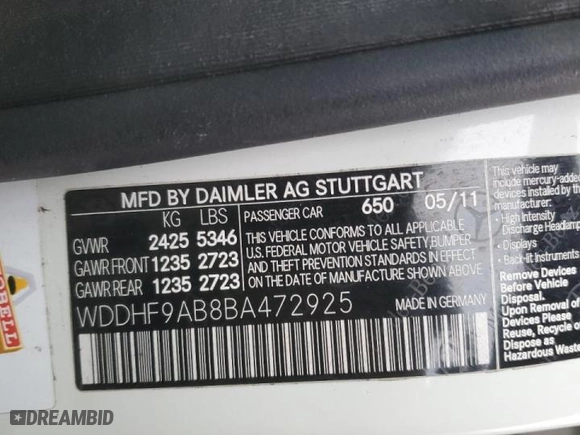 MFD BY DAIMLER AG STUTTGART
KG LBS PASSENGER CAR 650 05/11
GVWR 2425 5346
GAWR FRONT 1235 2723
GAWR REAR 1235 2723
THIS VEHICLE CONFORMS TO ALL APPLICABLE
U.S. FEDERAL MOTOR VEHICLE SAFETY, BUMPER
AND THEFT PREVENTION STANDARDS IN EFFECT
ON THE DATE OF MANUFACTURE SHOWN ABOVE.
WDDHF9AB8BA472925
MADE IN GERMANY
This vehicle may
include mercury-added
devices installed by the
manufacturer:
• High Intensity
Discharge Headlamp
• Displays
• Back-lit Instruments
Remove Devices
Before Vehicle
Disposal.
Upon Removal of
Reuse, Recycle or
Dispose as
Hazardous Waste
BELL
DREAMBID